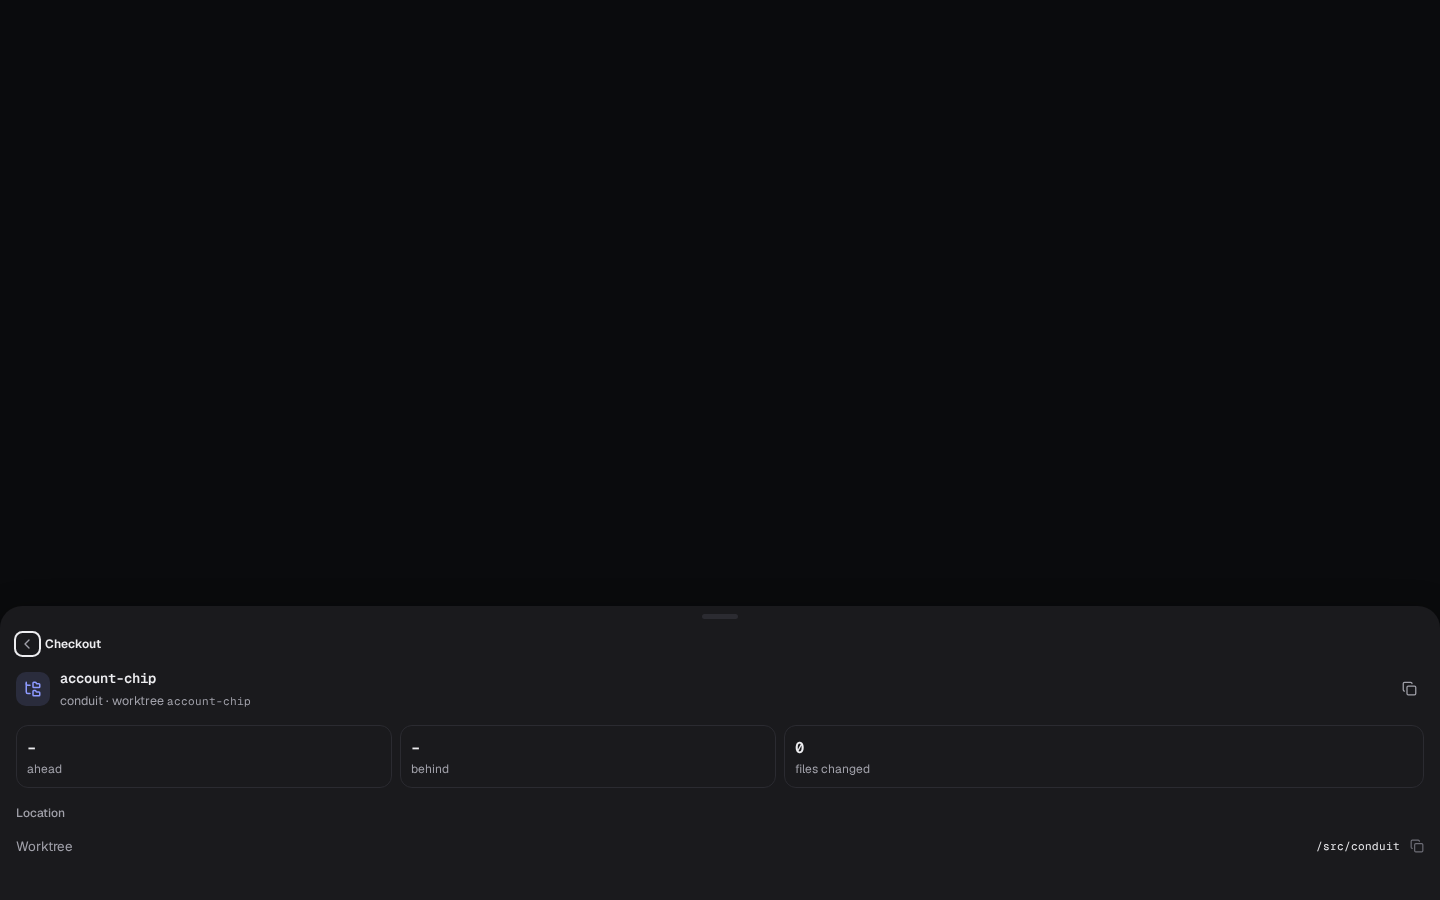 Checkout
account-chip
conduit · worktree account-chip
–
ahead
–
behind
0
files changed
Location
Worktree
/src/conduit